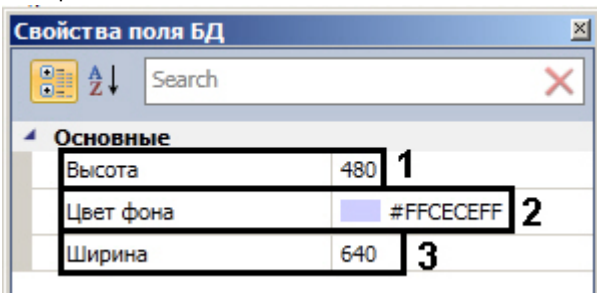 Свойства поля БД
A
Z
Search
Основные
Высота 480 1
Цвет фона #FFCECEFF 2
Ширина 640 3